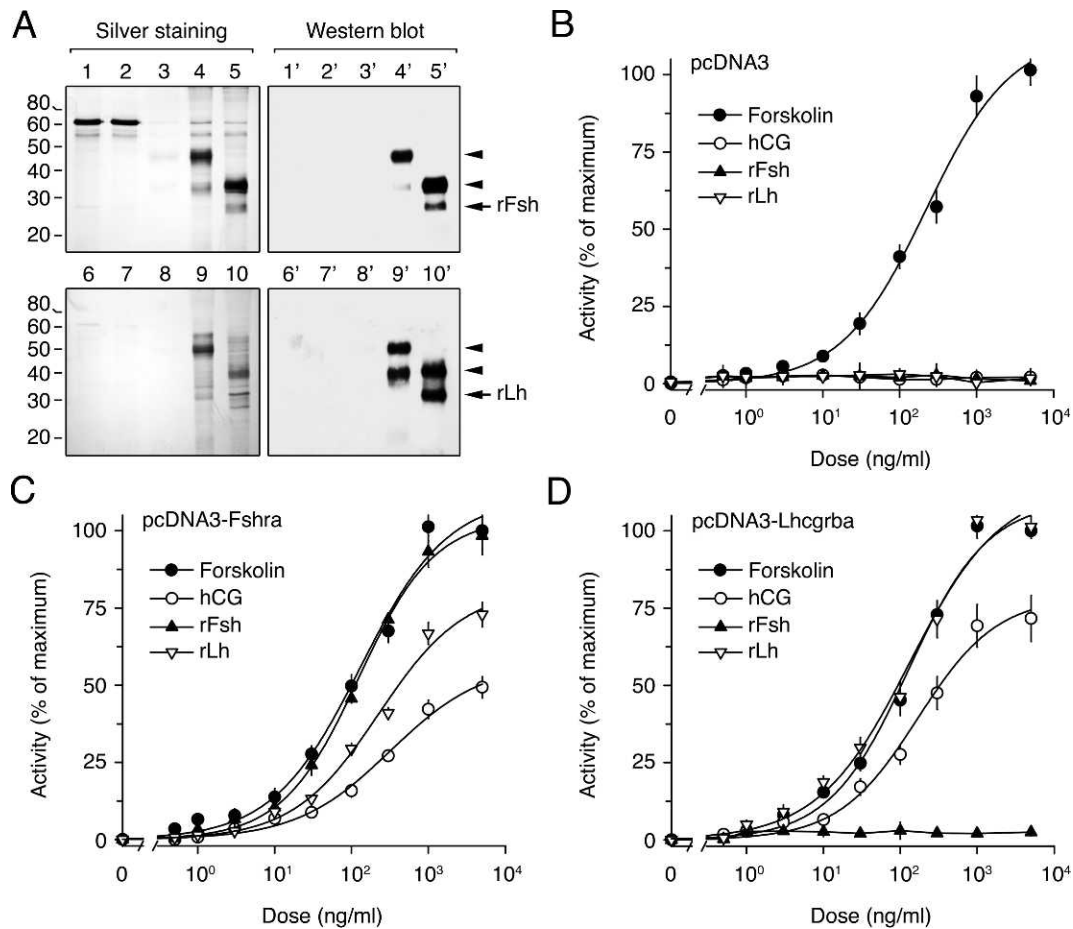 A
Silver staining
Western blot
1 2 3 4 5
1' 2' 3' 4' 5'
80
60
50
40
30
20
rFsh
6 7 8 9 10
6' 7' 8' 9' 10'
80
60
50
40
30
20
rLh
B
pcDNA3
Forskolin
hCG
rFsh
rLh
Activity (% of maximum)
100
75
50
25
0
0 10⁰ 10¹ 10² 10³ 10⁴
Dose (ng/ml)
C
pcDNA3-Fshra
Forskolin
hCG
rFsh
rLh
Activity (% of maximum)
100
75
50
25
0
0 10⁰ 10¹ 10² 10³ 10⁴
Dose (ng/ml)
D
pcDNA3-Lhcgrba
Forskolin
hCG
rFsh
rLh
Activity (% of maximum)
100
75
50
25
0
0 10⁰ 10¹ 10² 10³ 10⁴
Dose (ng/ml)